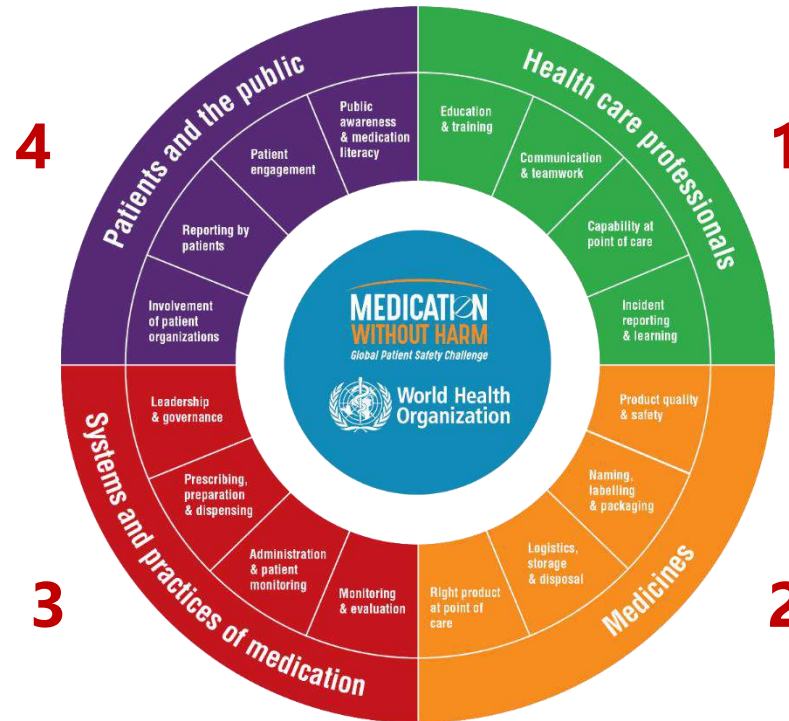 4
Patients and the public
Public
awareness
& medication
literacy
Patient
engagement
Reporting by
patients
Involvement
of patient
organizations
1
Health care professionals
Education
& training
Communication
& teamwork
Capability at
point of care
Incident
reporting
& learning
MEDICATION
WITHOUT HARM
Global Patient Safety Challenge
World Health
Organization
3
Systems and practices of medication
Leadership
& governance
Prescribing,
preparation
& dispensing
Administration
& patient
monitoring
Monitoring
& evaluation
2
Medicines
Product quality
& safety
Naming,
labelling
& packaging
Logistics,
storage
& disposal
Right product
at point of
care